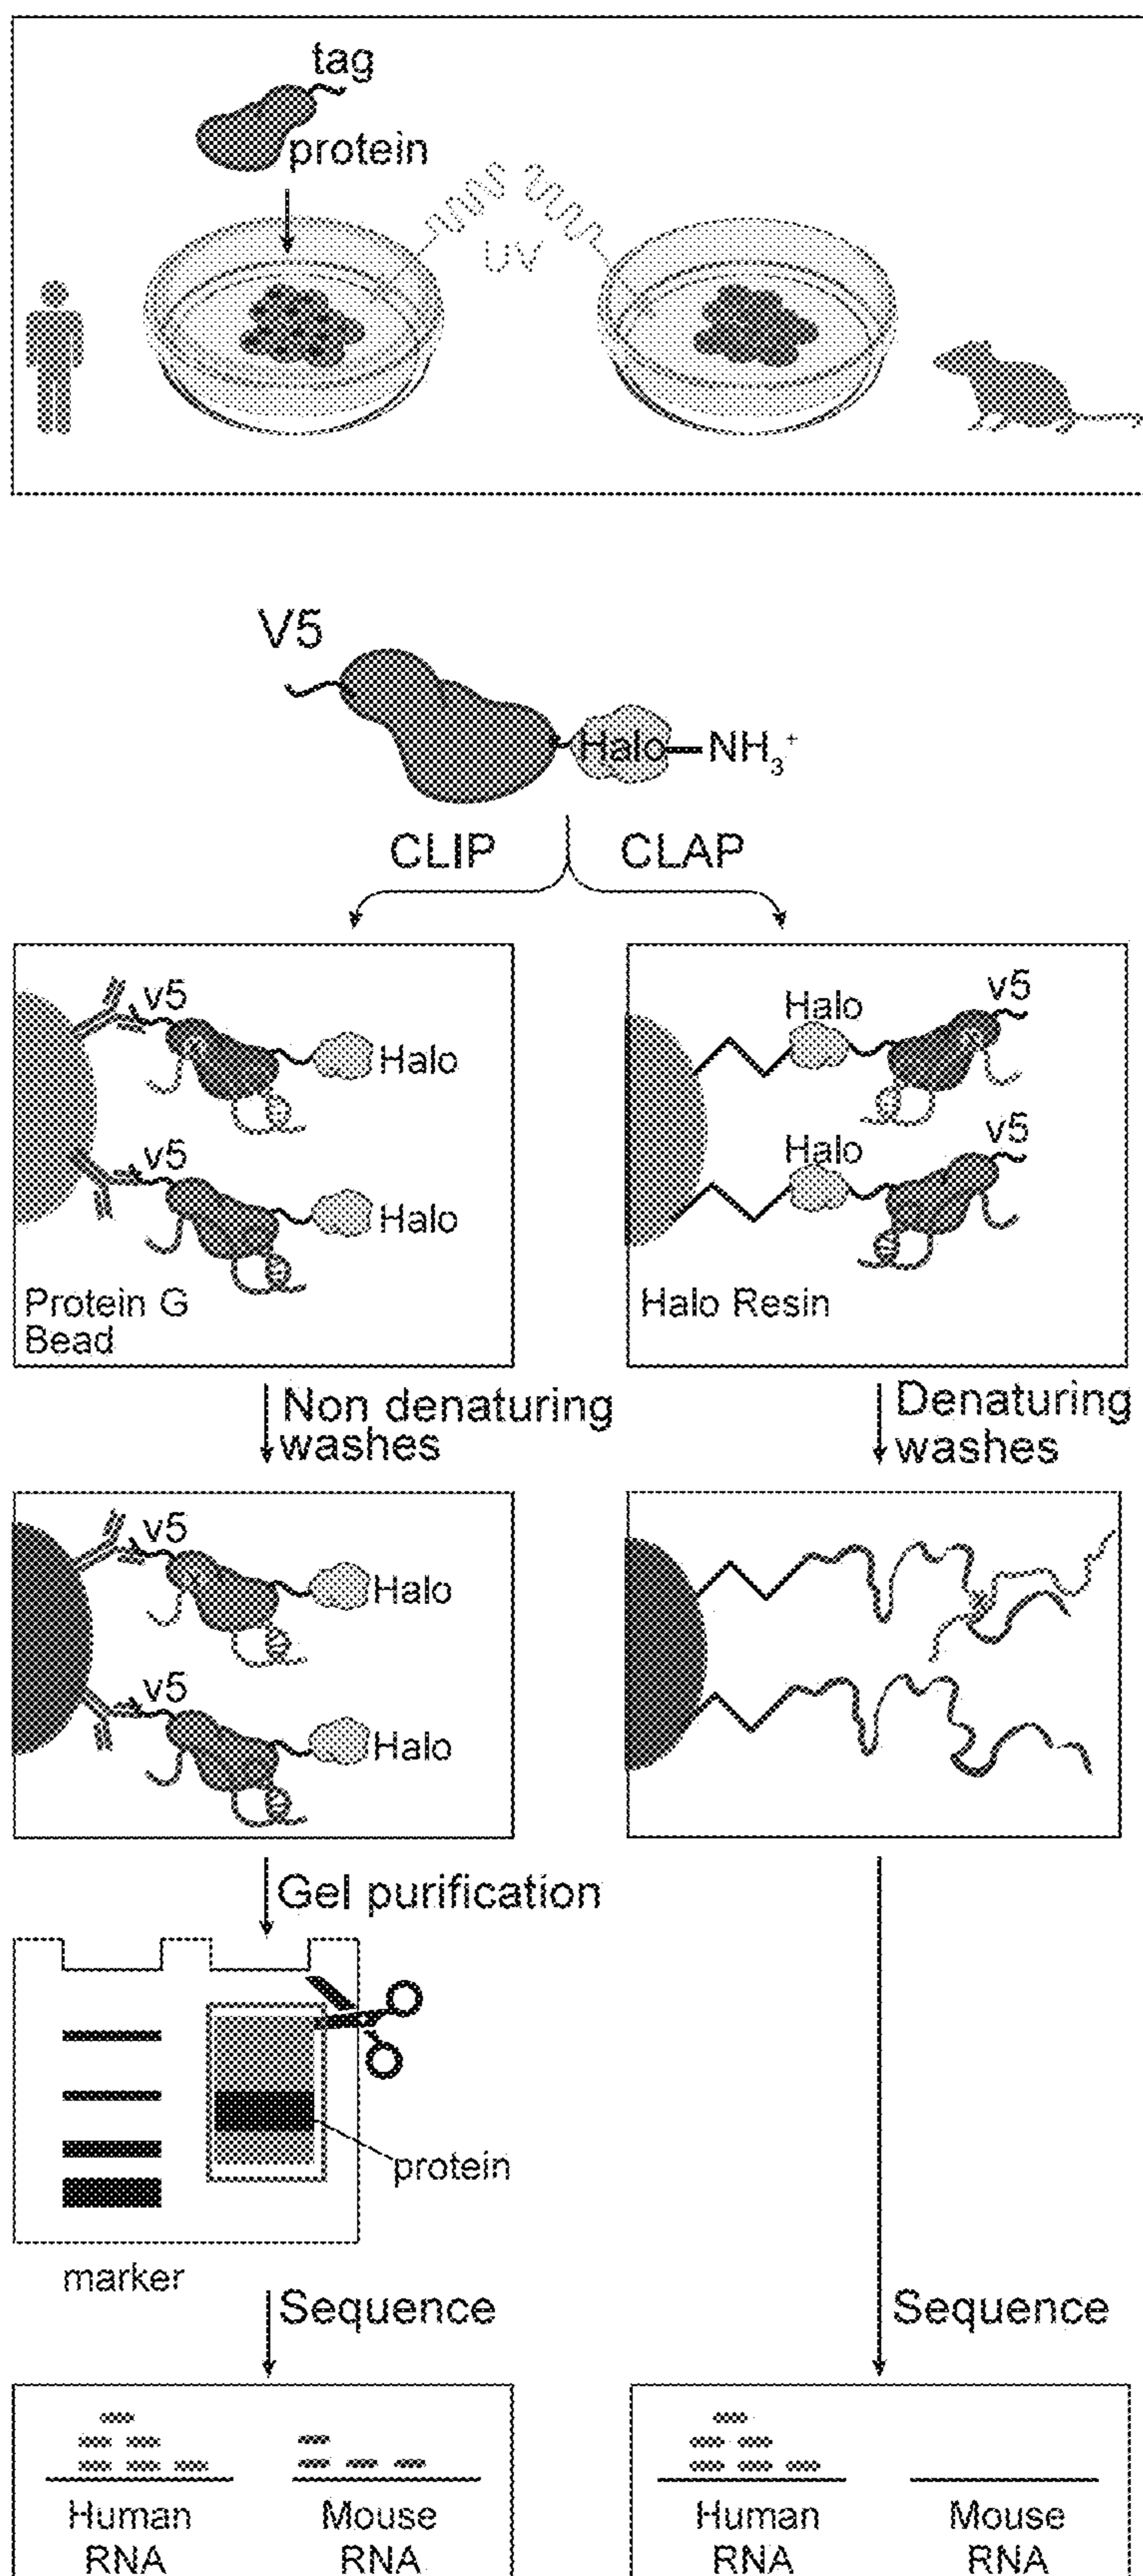 tag
protein
UV
V5
Halo NH₃⁺
CLIP CLAP
v5
Halo
v5
Halo
Protein G
Bead
Halo
v5
Halo
v5
Halo Resin
Non denaturing
washes
Denaturing
washes
v5
Halo
v5
Halo
Gel purification
protein
marker
Sequence
Sequence
Human
RNA
Mouse
RNA
Human
RNA
Mouse
RNA